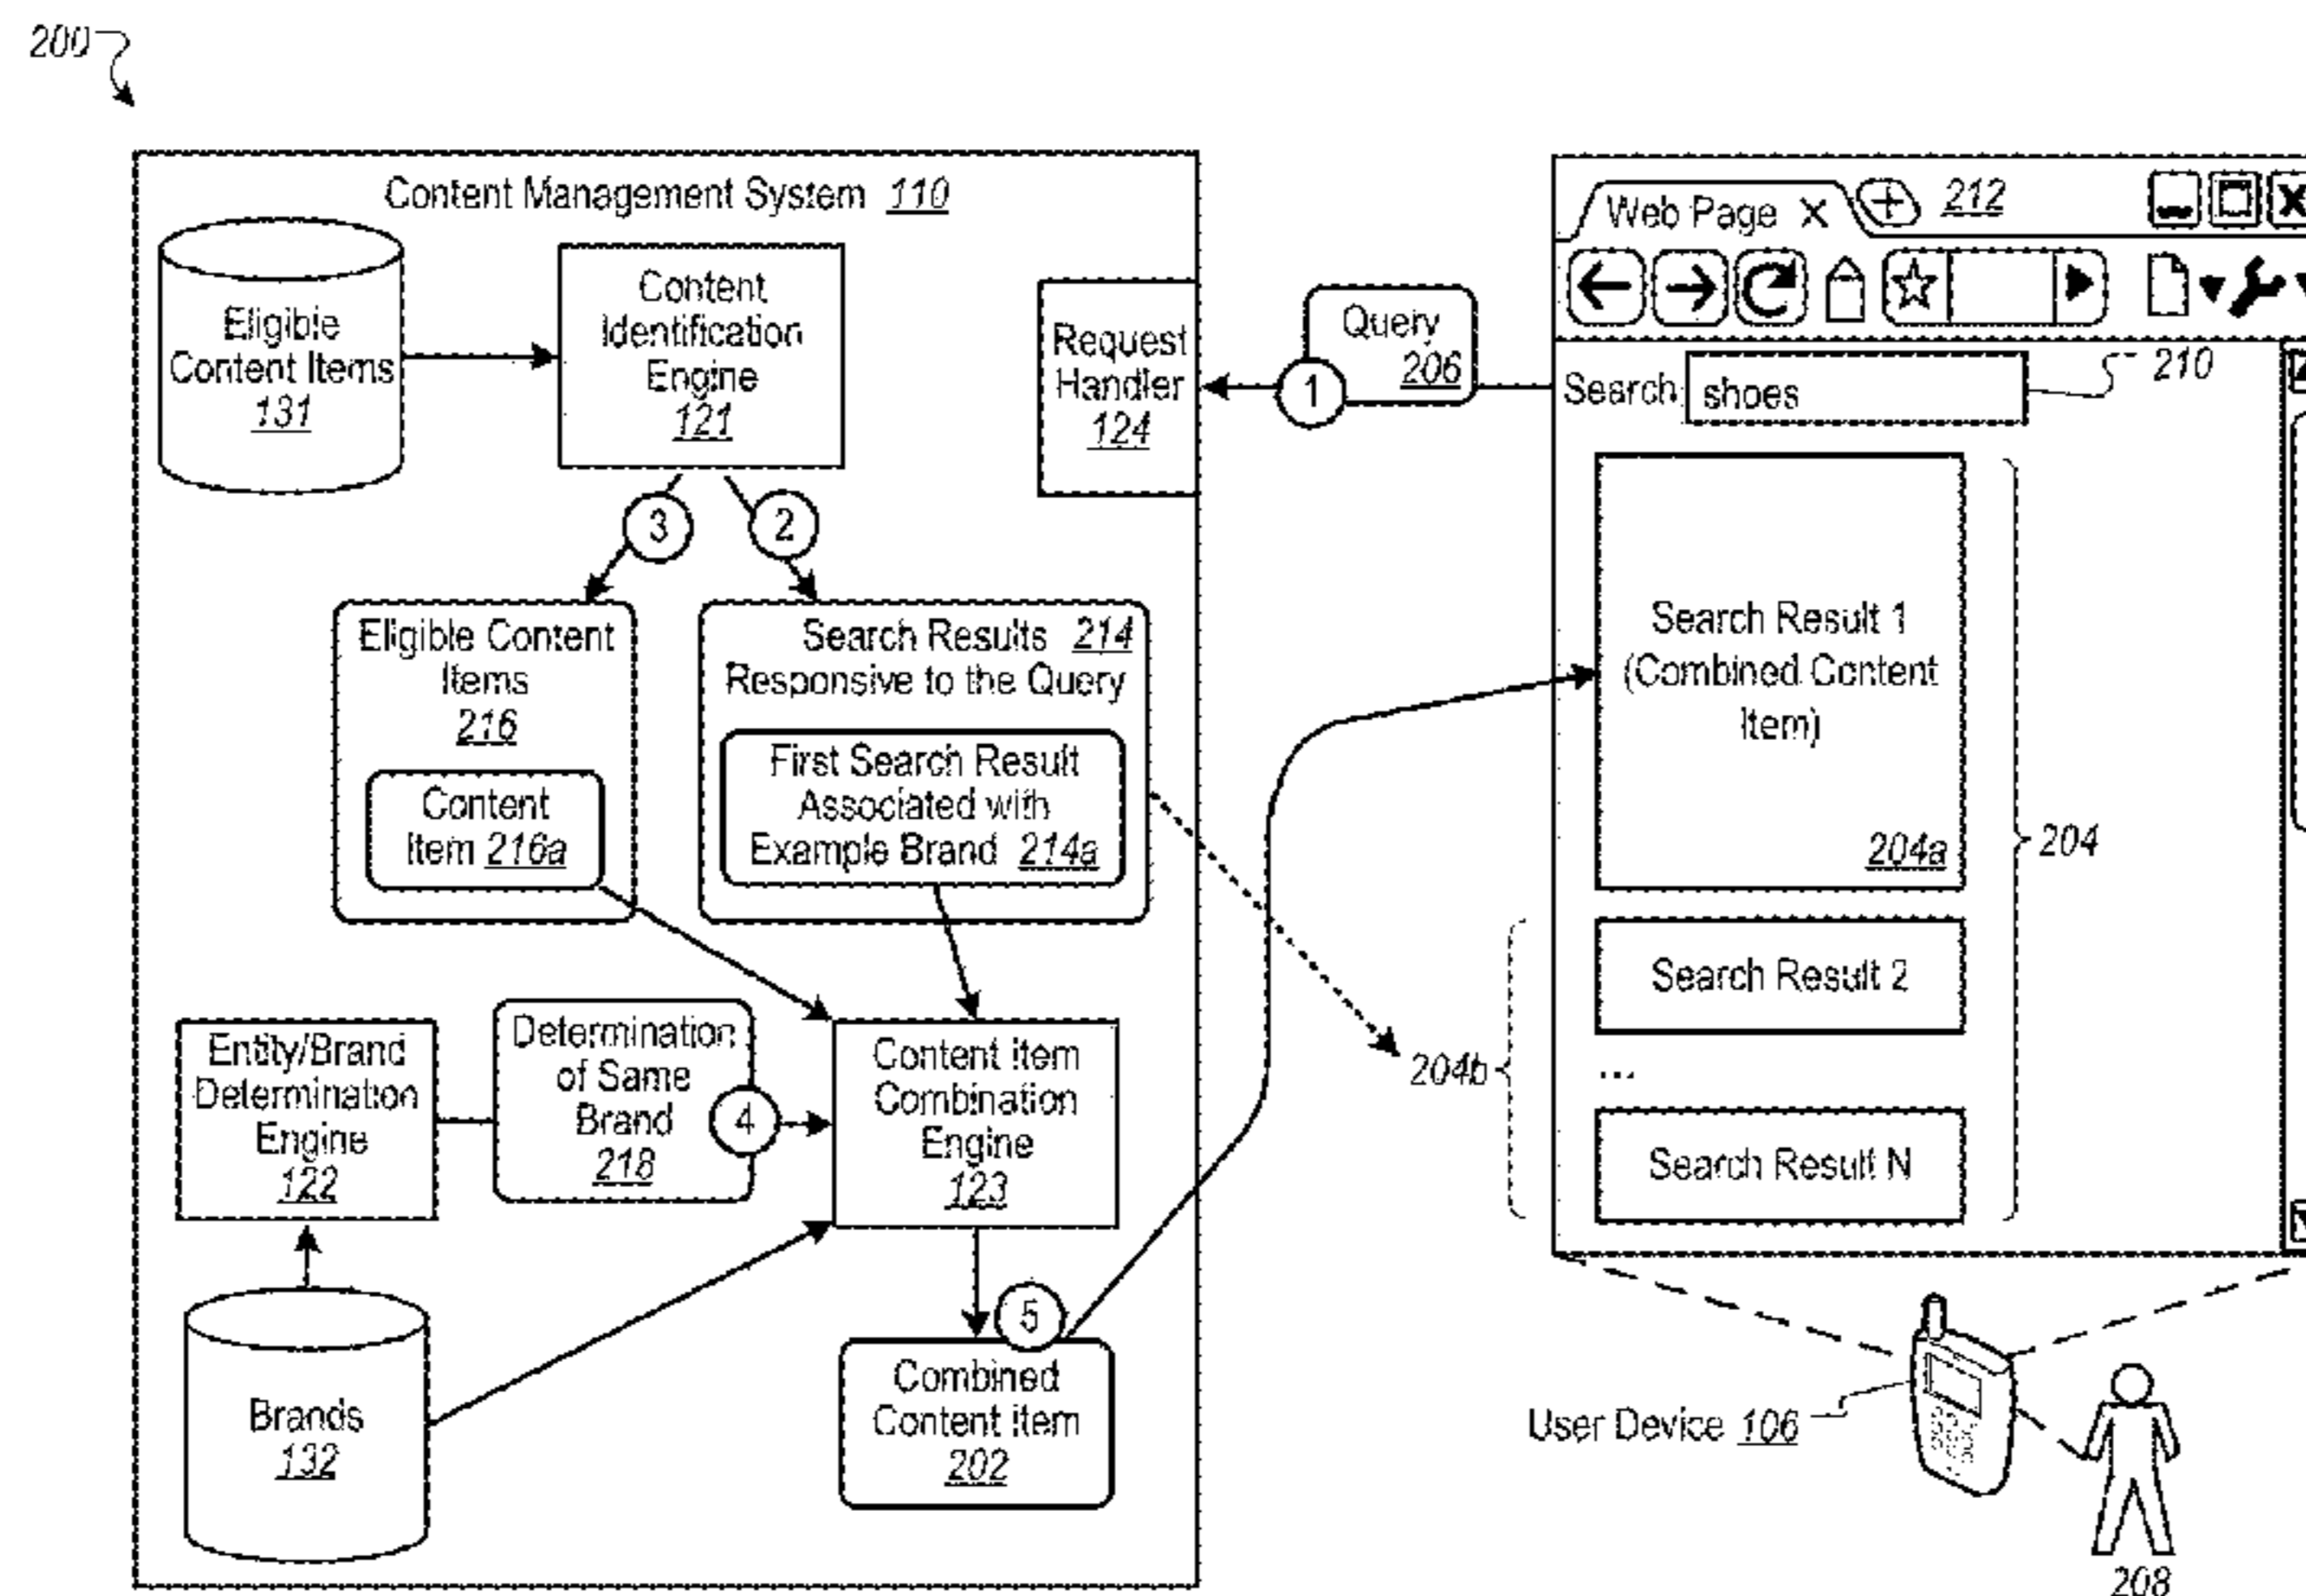 200
Content Management System 110
Eligible
Content Items
131
Content
Identification
Engine
121
Request
Handler
124
Query
206
1
Web Page X
212
Search
shoes
210
3
2
Eligible Content
Items
216
Content
Item 216a
Search Results 214
Responsive to the Query
First Search Result
Associated with
Example Brand 214a
Search Result 1
(Combined Content
Item)
204a
204
Search Result 2
...
Search Result N
204b
Entity/Brand
Determination
Engine
122
Determination
of Same
Brand
218
4
Content item
Combination
Engine
123
Brands
132
5
Combined
Content item
202
User Device 106
208